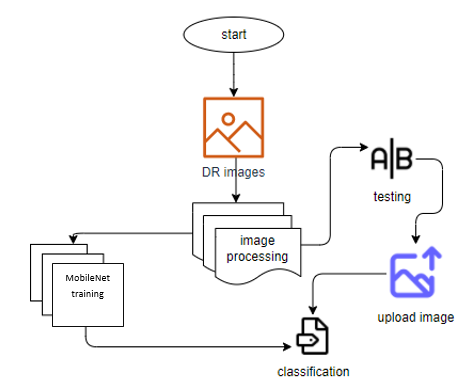 start
DR images
image
processing
A|B
testing
MobileNet
training
upload image
classification